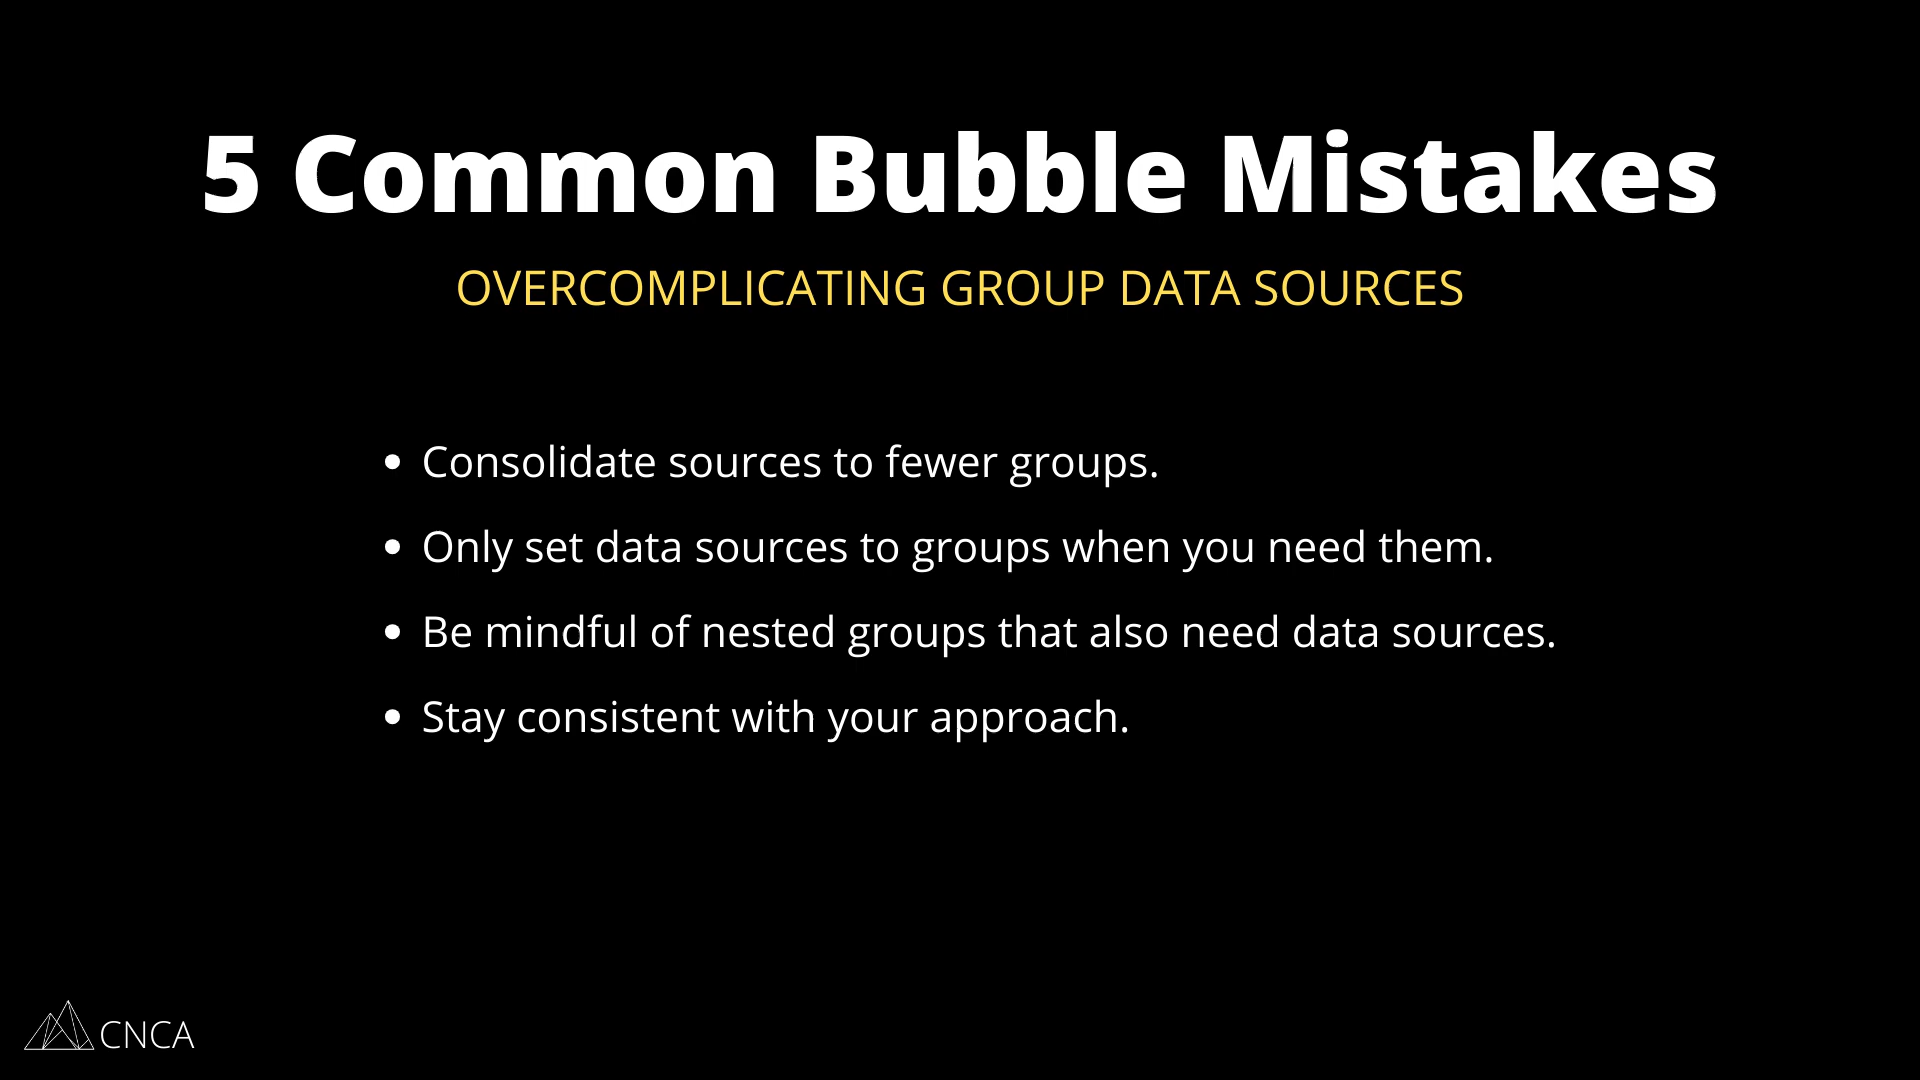 5 Common Bubble Mistakes
OVERCOMPLICATING GROUP DATA SOURCES
• Consolidate sources to fewer groups.
• Only set data sources to groups when you need them.
• Be mindful of nested groups that also need data sources.
• Stay consistent with your approach.
CNCA